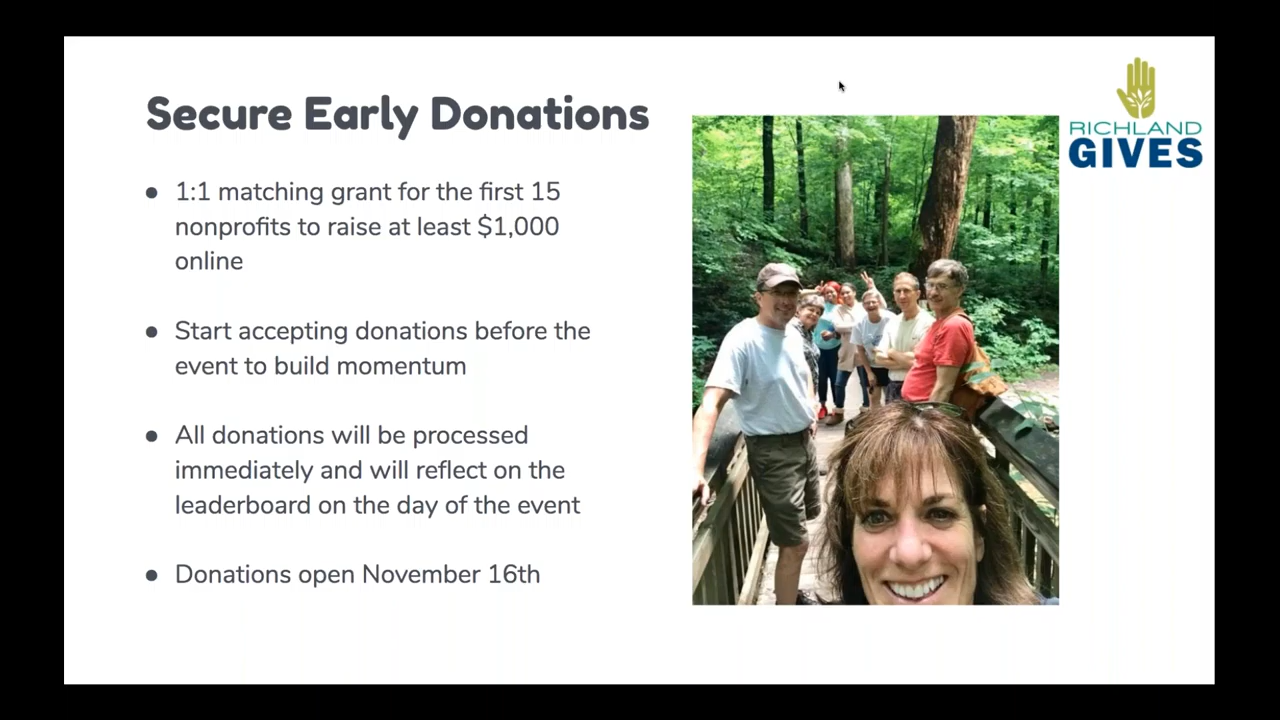 Secure Early Donations
RICHLAND
GIVES
● 1:1 matching grant for the first 15
nonprofits to raise at least $1,000
online
● Start accepting donations before the
event to build momentum
● All donations will be processed
immediately and will reflect on the
leaderboard on the day of the event
● Donations open November 16th